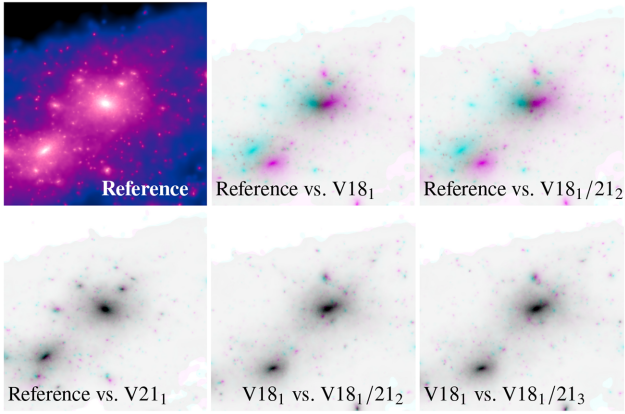 Reference
Reference vs. V18₁
Reference vs. V18₁/21₂
Reference vs. V21₁
V18₁ vs. V18₁/21₂
V18₁ vs. V18₁/21₃